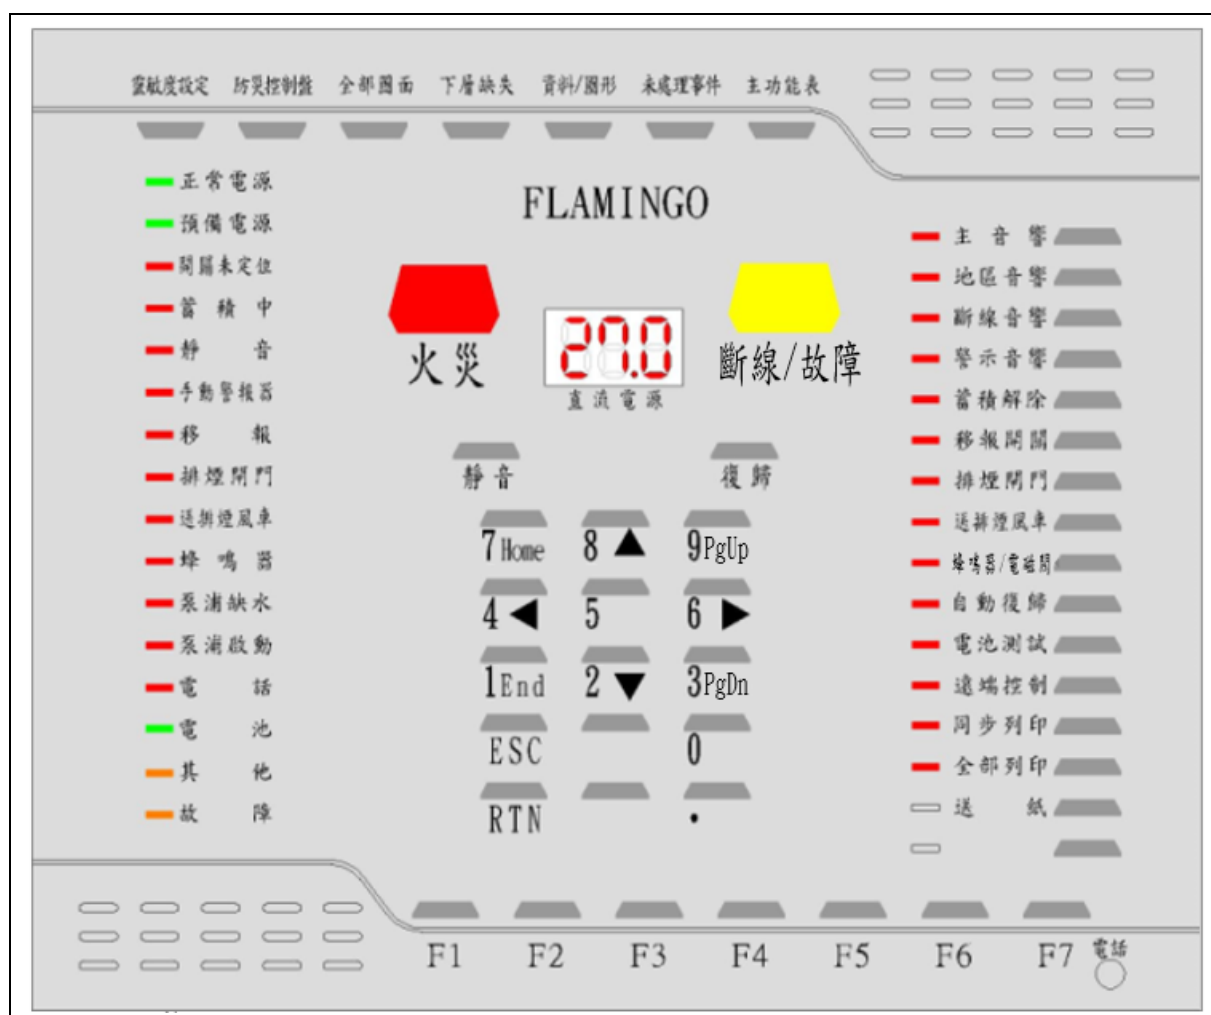 靈敏度設定 防災控制盤 全部圖面 下層缺失 資料/圖形 未處理事件 主功能表
正常電源
預備電源
開關未定位
蓄積中
靜音
手動警報器
移報
排煙閘門
送排煙風車
蜂鳴器
泵浦缺水
泵浦啟動
電話
電池
其他
故障
FLAMINGO
火災
27.0
直流電源
斷線/故障
靜音 復歸
7 Home 8 ▲ 9 PgUp
4 ◀ 5 6 ▶
1 End 2 ▼ 3 PgDn
ESC 0
RTN .
主音響
地區音響
斷線音響
警示音響
蓄積解除
移報開關
排煙閘門
送排煙風車
蜂鳴器/電磁閥
自動復歸
電池測試
遠端控制
同步列印
全部列印
送紙
F1 F2 F3 F4 F5 F6 F7 電話